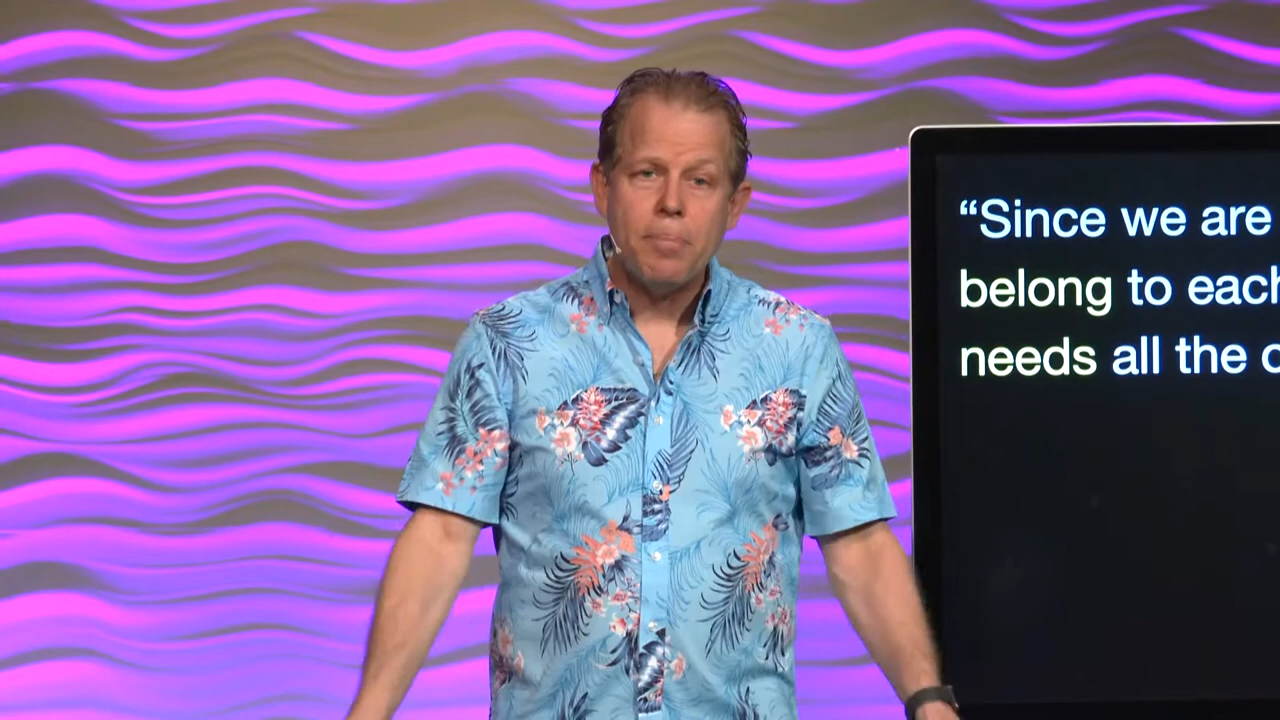 “Since we are
belong to each
needs all the